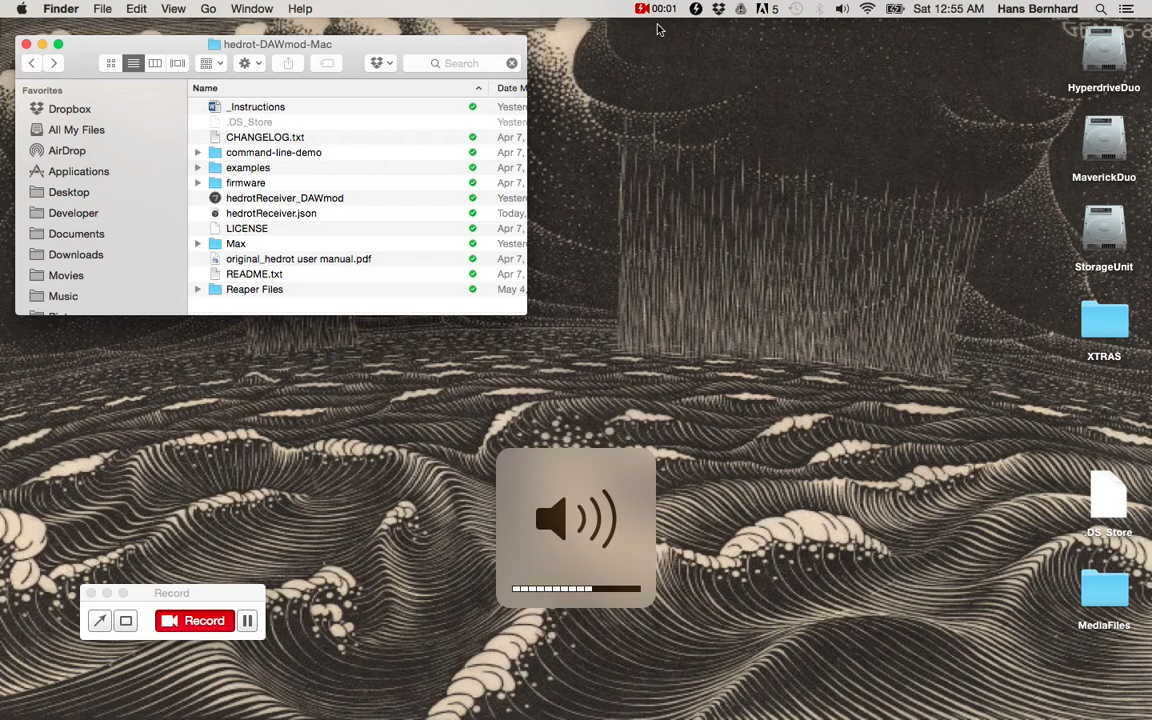 Finder File Edit View Go Window Help 00:01 5 Sat 12:55 AM Hans Bernhard
hedrot-DAWmod-Mac
Search
Favorites
Dropbox
All My Files
AirDrop
Applications
Desktop
Developer
Documents
Downloads
Movies
Music
Name Date M
_Instructions Yester
.DS_Store Yester
CHANGELOG.txt Apr 7,
command-line-demo Apr 7,
examples Apr 7,
firmware Apr 7,
hedrotReceiver_DAWmod Yester
hedrotReceiver.json Today,
LICENSE Apr 7,
Max Yester
original_hedrot user manual.pdf Apr 7,
README.txt Apr 7,
Reaper Files May 4,
HyperdriveDuo
MaverickDuo
StorageUnit
XTRAS
.DS_Store
MediaFiles
Record
Record